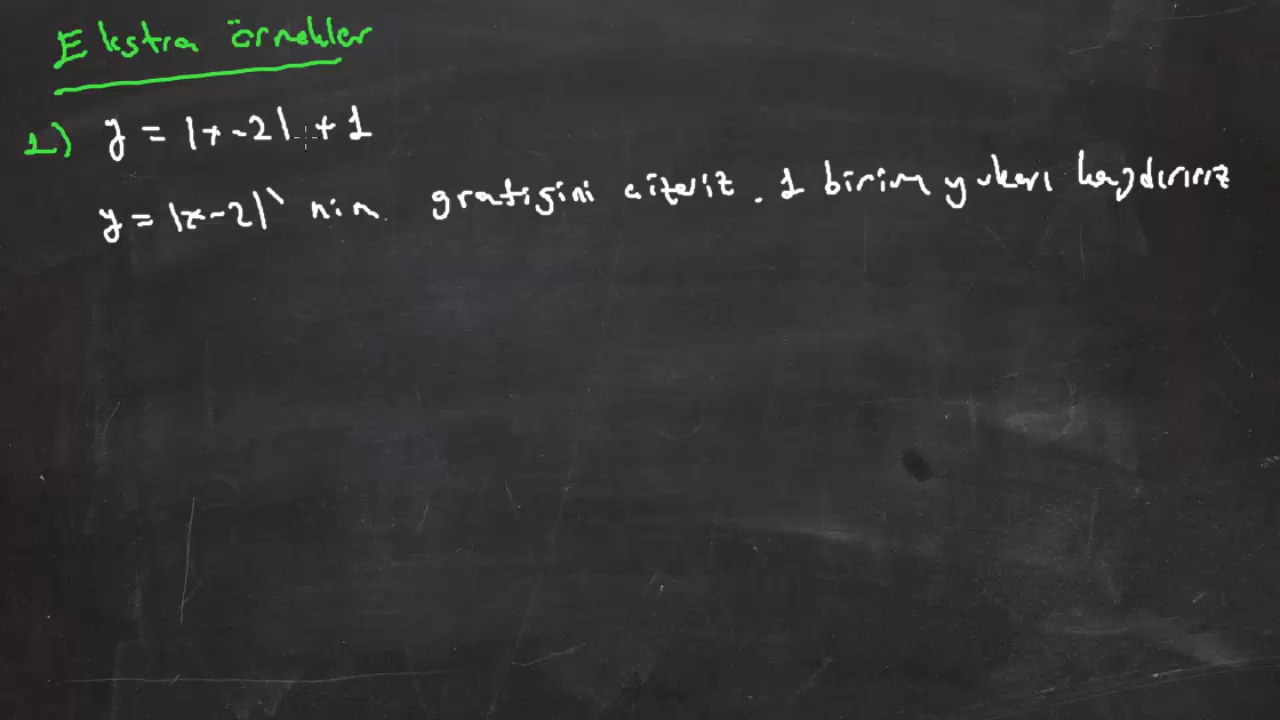 Ekstra örnekler
1) y = |x-2| + 1
y = |x-2|' nin grafiğini çizeriz. 1 birim yukarı kaydırırız